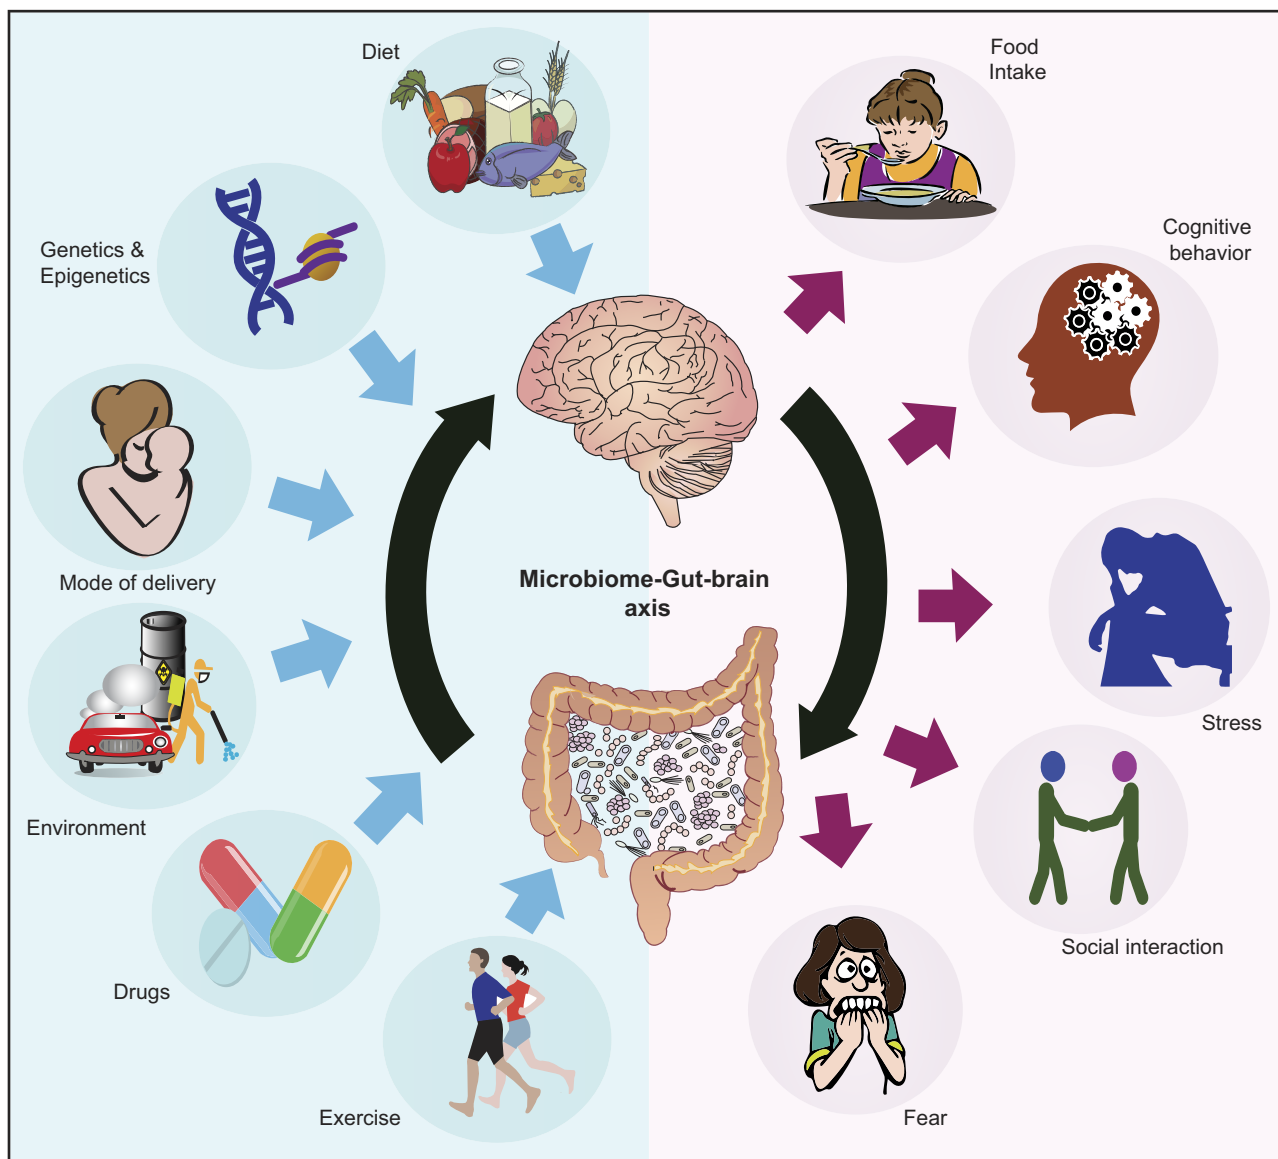 Diet
Food
Intake
Genetics &
Epigenetics
Cognitive
behavior
Mode of delivery
Microbiome-Gut-brain
axis
Environment
Stress
Drugs
Social interaction
Exercise
Fear